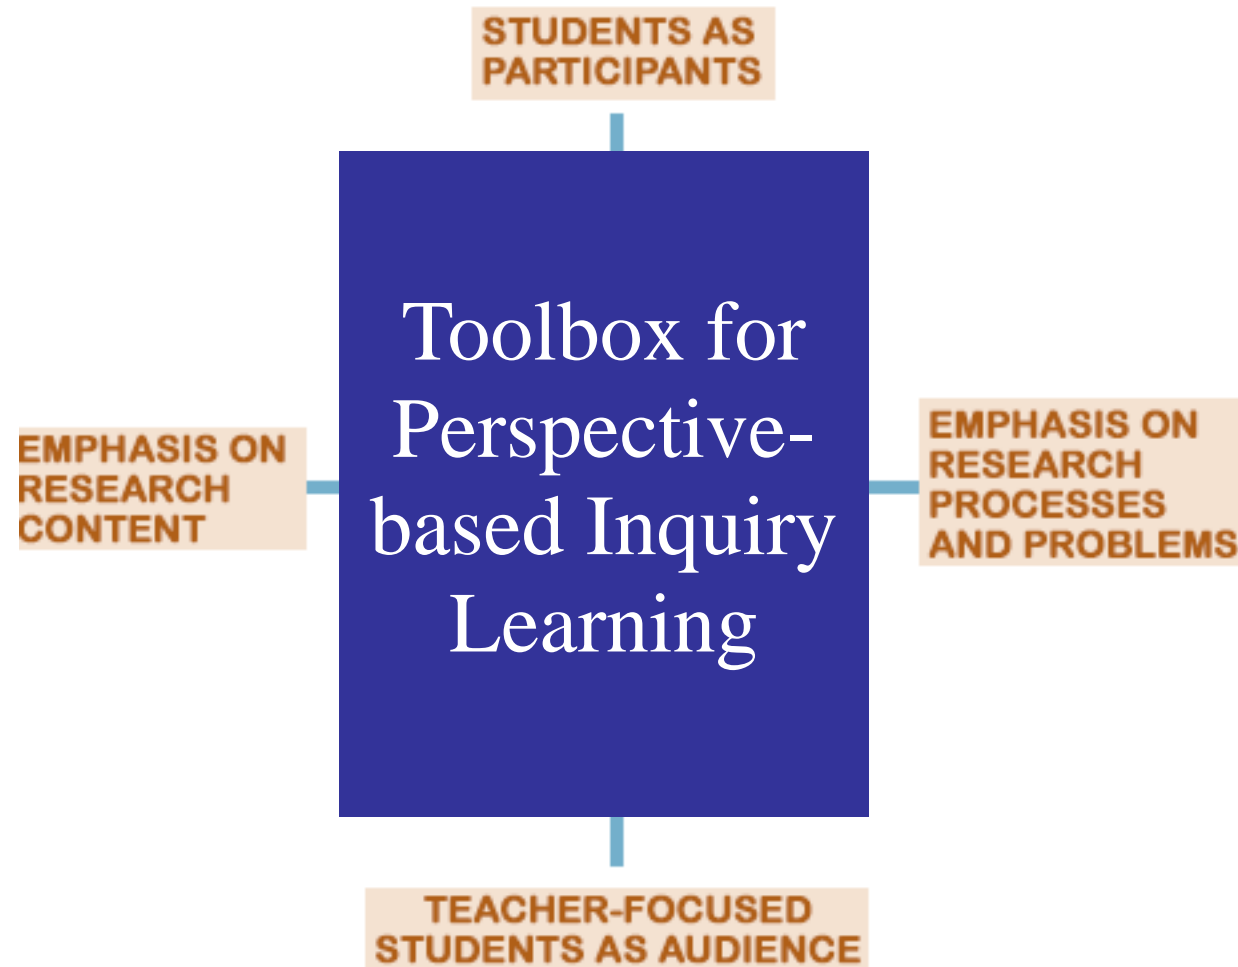 STUDENTS AS
PARTICIPANTS
Toolbox for
Perspective-
based Inquiry
Learning
EMPHASIS ON
RESEARCH
CONTENT
EMPHASIS ON
RESEARCH
PROCESSES
AND PROBLEMS
TEACHER-FOCUSED
STUDENTS AS AUDIENCE